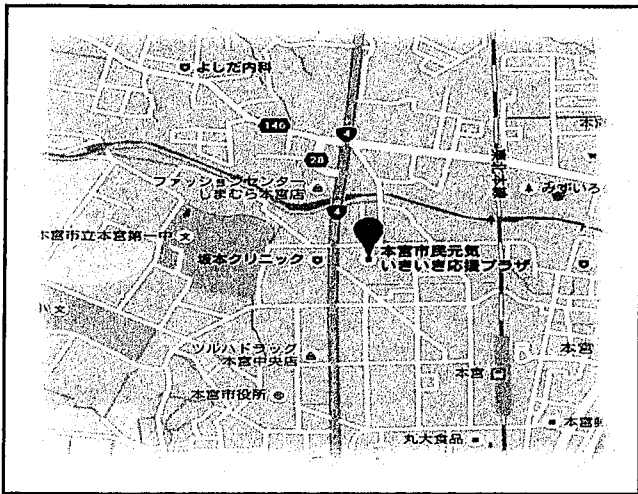 よしだ内科
146
4
28
ファッションセンター
しまむら本宮店
みずいろ
4
本宮市立本宮第一中
坂本クリニック
本宮市民元気
いきいき応援プラザ
ツルハドラッグ
本宮中央店
本宮
本宮
本宮市役所
丸大食品
本宮